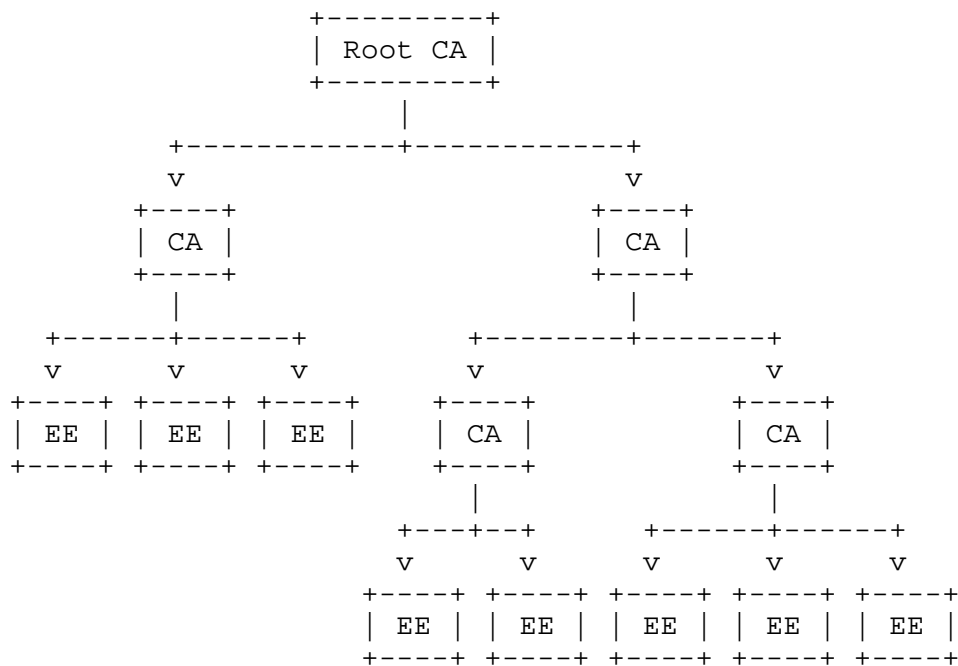 +---------+
| Root CA |
+---------+
|
+------------+------------+
v v
+----+ +----+
| CA | | CA |
+----+ +----+
| |
+------+------+ +--------+-------+
v v v v v
+----+ +----+ +----+ +----+ +----+
| EE | | EE | | EE | | CA | | CA |
+----+ +----+ +----+ +----+ +----+
| |
+---+--+ +------+------+
v v v v v
+----+ +----+ +----+ +----+ +----+
| EE | | EE | | EE | | EE | | EE |
+----+ +----+ +----+ +----+ +----+